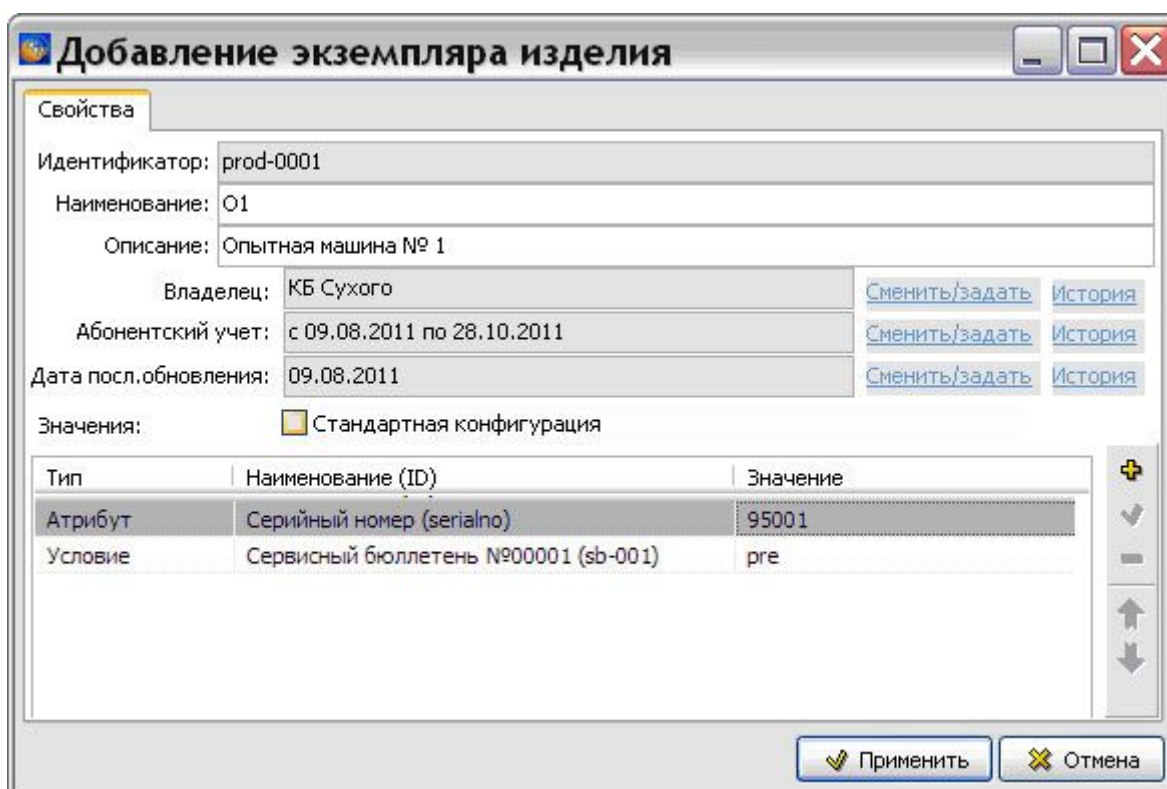 Добавление экземпляра изделия
Свойства
Идентификатор: prod-0001
Наименование: О1
Описание: Опытная машина № 1
Владелец: КБ Сухого Сменить/задать История
Абонентский учет: с 09.08.2011 по 28.10.2011 Сменить/задать История
Дата посл.обновления: 09.08.2011 Сменить/задать История
Значения: Стандартная конфигурация
Тип Наименование (ID) Значение
Атрибут Серийный номер (serialno) 95001
Условие Сервисный бюллетень №00001 (sb-001) pre
Применить Отмена